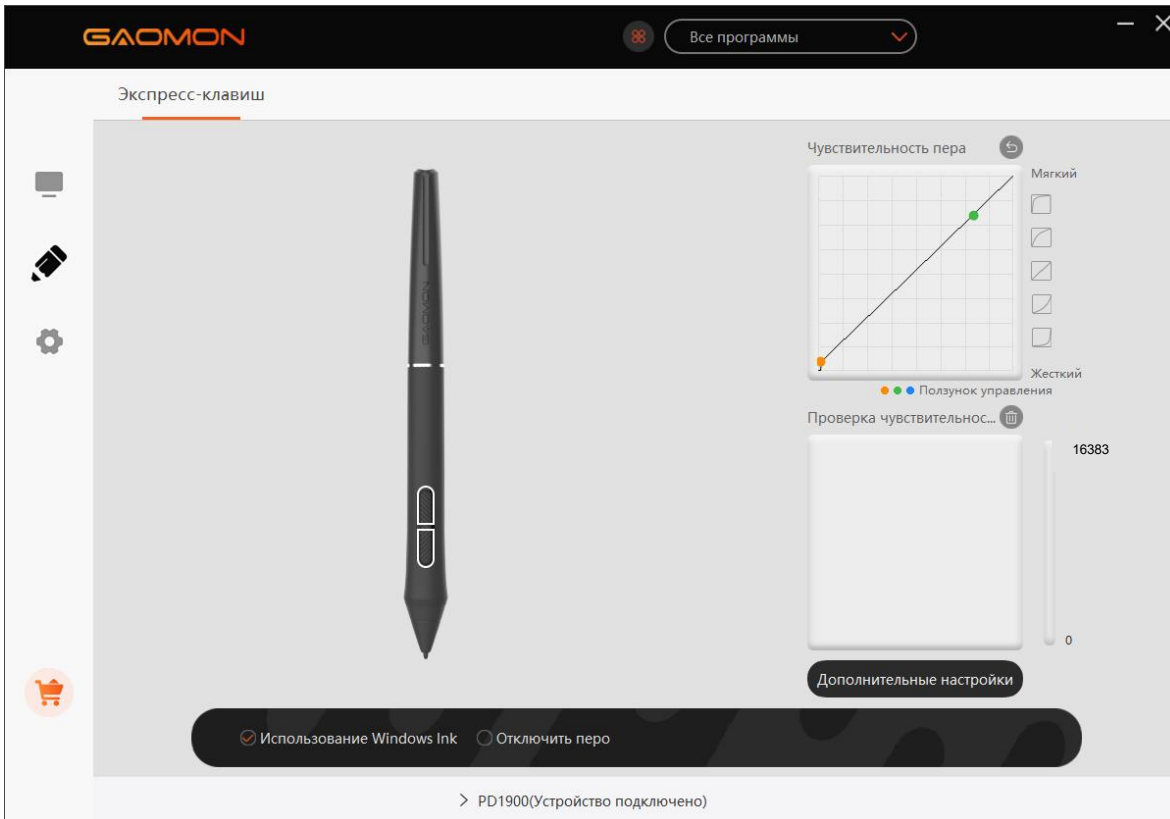 GAOMON
Все программы
Экспресс-клавиш
Чувствительность пера
Мягкий
GAOMON
Жесткий
Ползунок управления
Проверка чувствительнос...
16383
0
Дополнительные настройки
Использование Windows Ink
Отключить перо
PD1900(Устройство подключено)